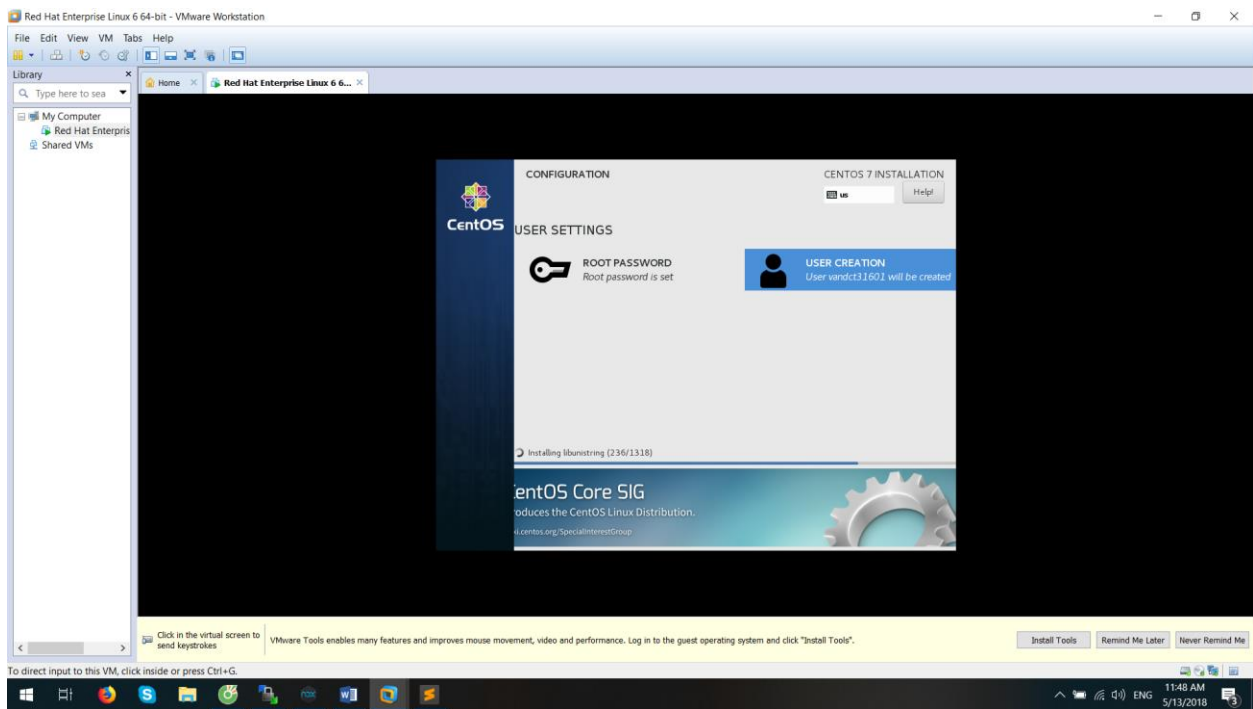 Red Hat Enterprise Linux 6 64-bit - VMware Workstation
File Edit View VM Tabs Help
Library
Type here to sea
My Computer
Red Hat Enterpris
Shared VMs
Home
Red Hat Enterprise Linux 6 6...
CentOS
CONFIGURATION
CENTOS 7 INSTALLATION
us
Help!
USER SETTINGS
ROOT PASSWORD
Root password is set
USER CREATION
User vandct31601 will be created
Installing libunistring (236/1318)
entOS Core SIG
oduces the CentOS Linux Distribution.
i.centos.org/SpecialInterestGroup
Click in the virtual screen to
send keystrokes
VMware Tools enables many features and improves mouse movement, video and performance. Log in to the guest operating system and click "Install Tools".
Install Tools
Remind Me Later
Never Remind Me
To direct input to this VM, click inside or press Ctrl+G.
ENG
11:48 AM
5/13/2018
3